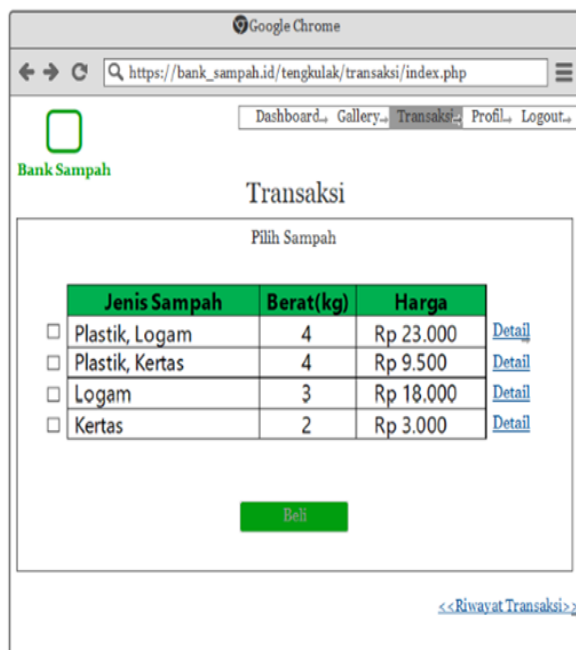 Google Chrome
https://bank_sampah.id/tengkulak/transaksi/index.php
Dashboard Gallery Transaksi Profil Logout
Bank Sampah
Transaksi
Pilih Sampah
Jenis Sampah Berat(kg) Harga
Plastik, Logam 4 Rp 23.000 Detail
Plastik, Kertas 4 Rp 9.500 Detail
Logam 3 Rp 18.000 Detail
Kertas 2 Rp 3.000 Detail
Beli
<<Riwayat Transaksi>>